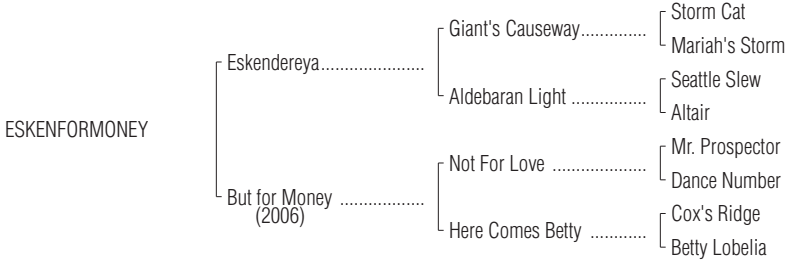 Storm Cat
Giant's Causeway..............
Mariah's Storm
Eskendereya......................
Seattle Slew
Aldebaran Light ................
Altair
ESKENFORMONEY
Mr. Prospector
Not For Love ....................
Dance Number
But for Money ..................
(2006)
Cox's Ridge
Here Comes Betty ............
Betty Lobelia